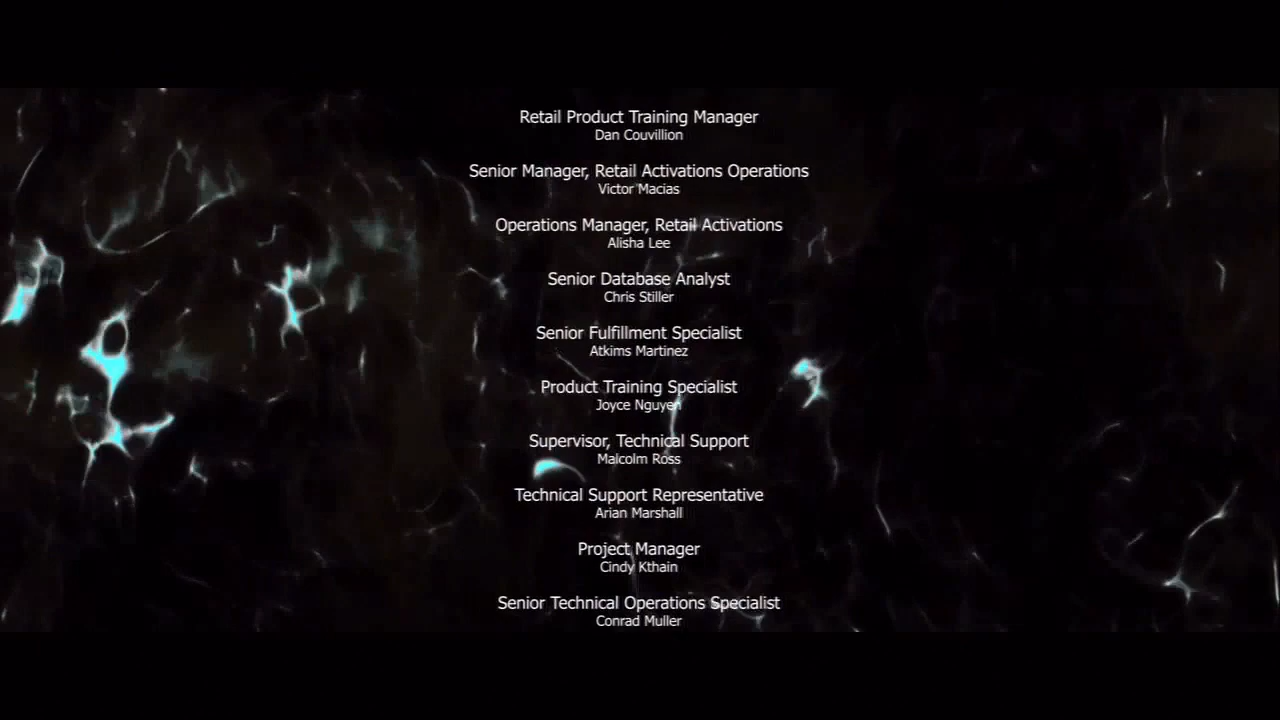 Retail Product Training Manager
Dan Couvillion
Senior Manager, Retail Activations Operations
Victor Macias
Operations Manager, Retail Activations
Alisha Lee
Senior Database Analyst
Chris Stiller
Senior Fulfillment Specialist
Atkims Martinez
Product Training Specialist
Joyce Nguyen
Supervisor, Technical Support
Malcolm Ross
Technical Support Representative
Arian Marshall
Project Manager
Cindy Kthain
Senior Technical Operations Specialist
Conrad Muller